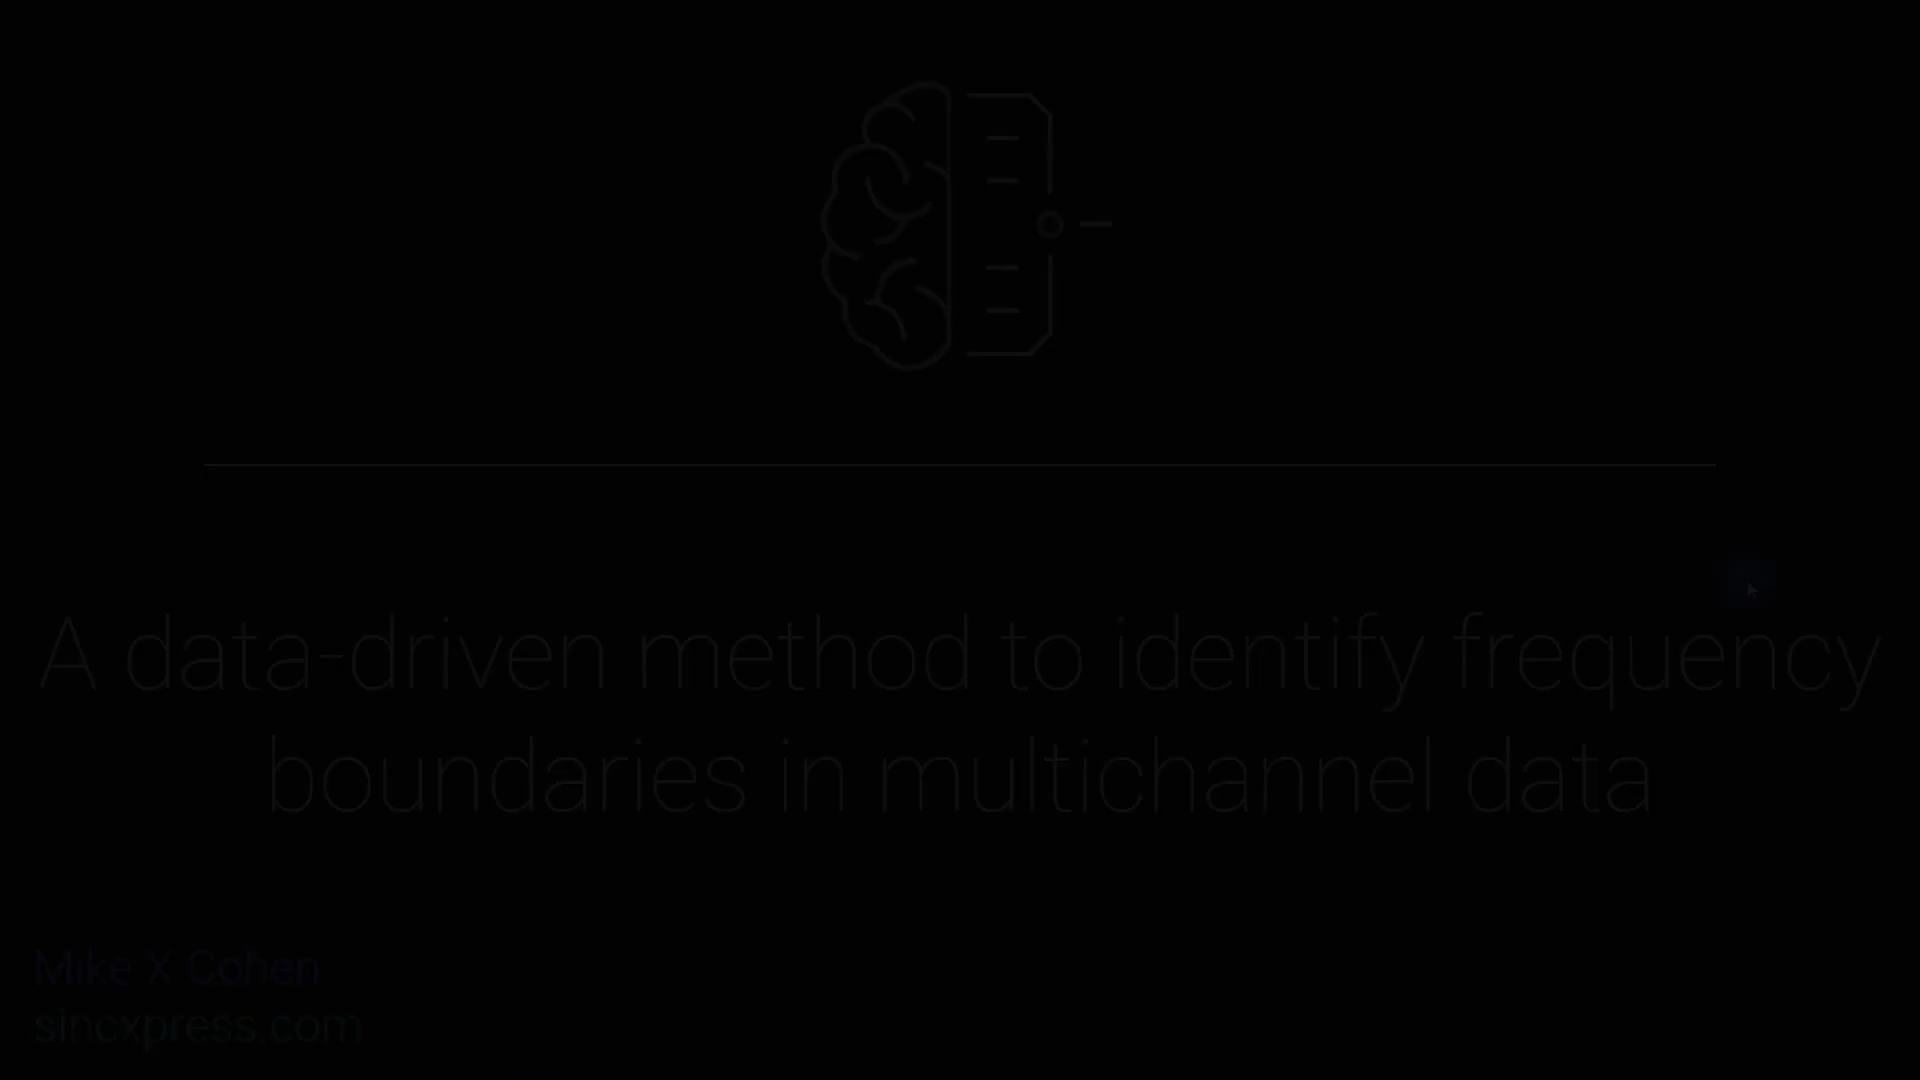 A data-driven method to identify frequency
boundaries in multichannel data
Mike X Cohen
sincxpress.com